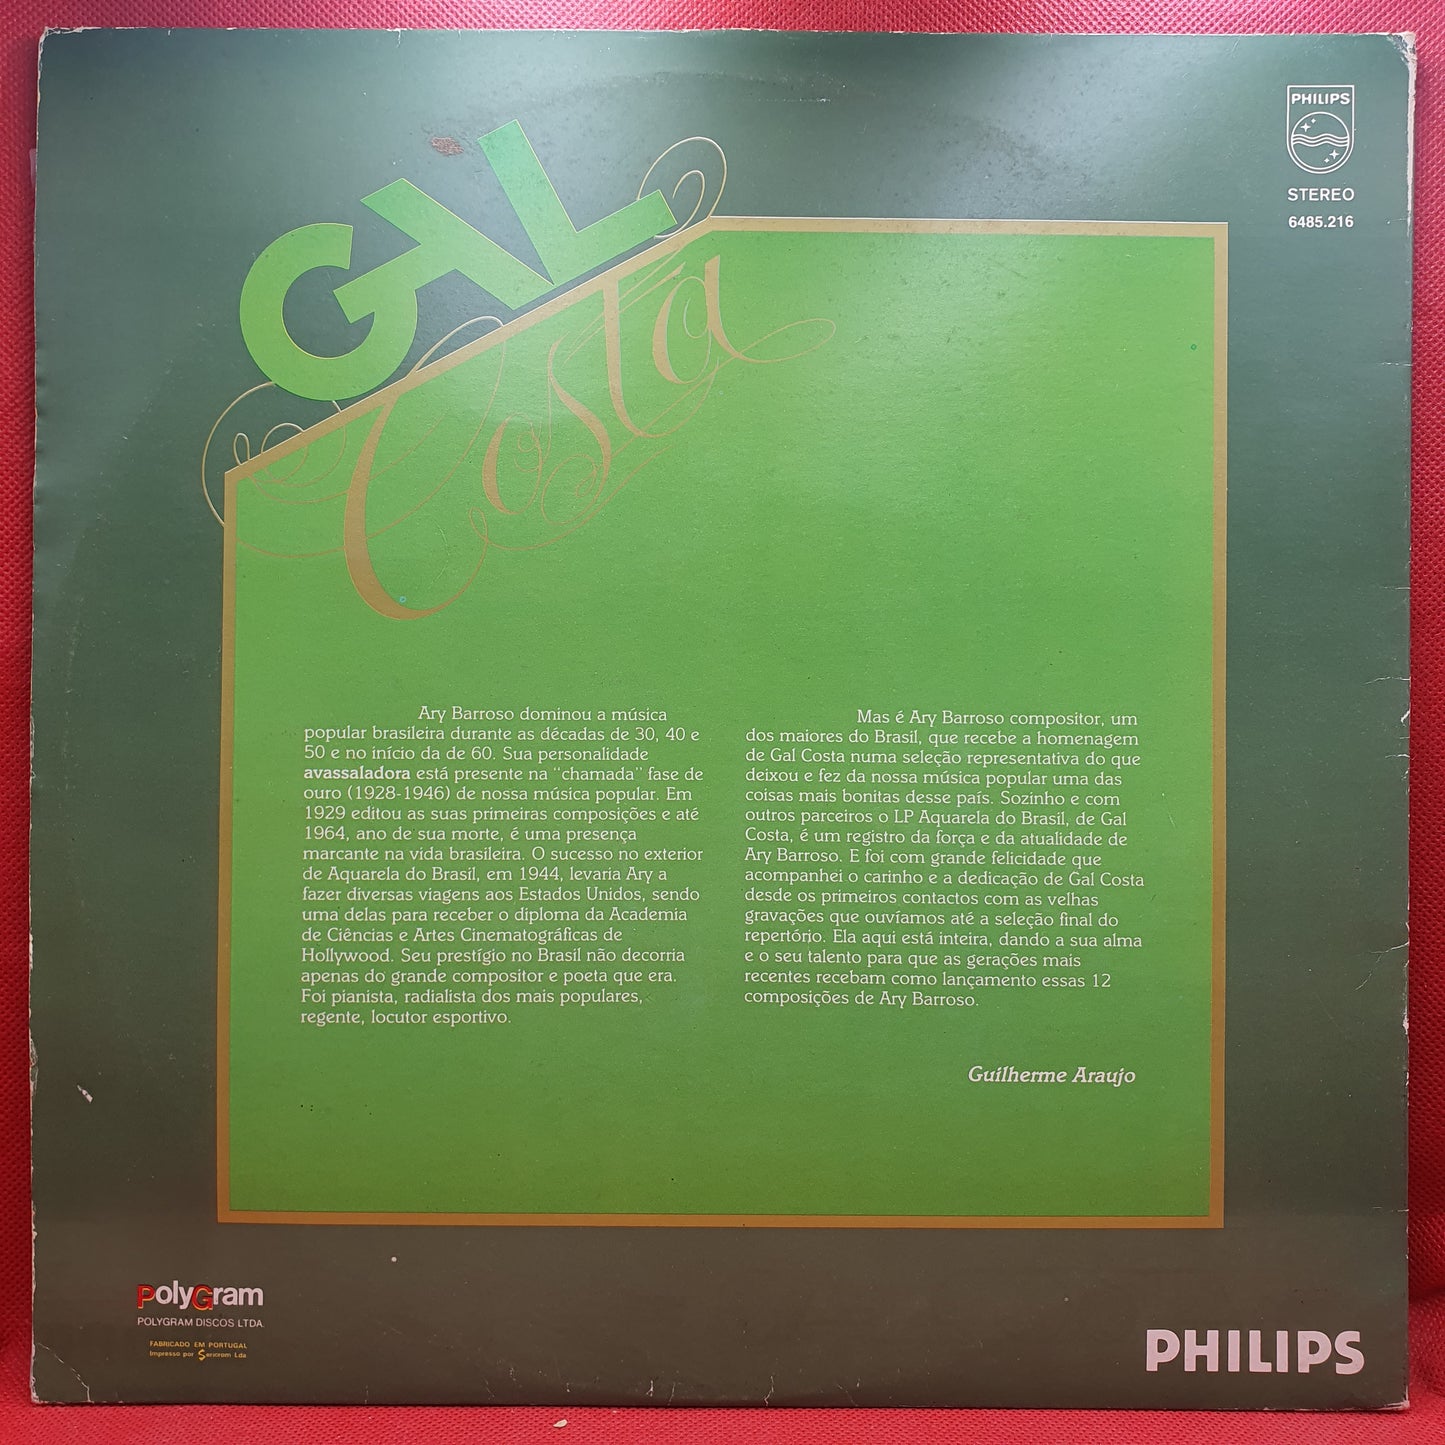 GAL
Costa
PHILIPS
STEREO
6485.216
Ary Barroso dominou a música
popular brasileira durante as décadas de 30, 40 e
50 e no início da de 60. Sua personalidade
avassaladora está presente na "chamada" fase de
ouro (1928-1946) de nossa música popular. Em
1929 editou as suas primeiras composições e até
1964, ano de sua morte, é uma presença
marcante na vida brasileira. O sucesso no exterior
de Aquarela do Brasil, em 1944, levaria Ary a
fazer diversas viagens aos Estados Unidos, sendo
uma delas para receber o diploma da Academia
de Ciências e Artes Cinematográficas de
Hollywood. Seu prestígio no Brasil não decorria
apenas do grande compositor e poeta que era.
Foi pianista, radialista dos mais populares,
regente, locutor esportivo.
Mas é Ary Barroso compositor, um
dos maiores do Brasil, que recebe a homenagem
de Gal Costa numa seleção representativa do que
deixou e fez da nossa música popular uma das
coisas mais bonitas desse país. Sozinho e com
outros parceiros o LP Aquarela do Brasil, de Gal
Costa, é um registro da força e da atualidade de
Ary Barroso. E foi com grande felicidade que
acompanhei o carinho e a dedicação de Gal Costa
desde os primeiros contactos com as velhas
gravações que ouvíamos até a seleção final do
repertório. Ela aqui está inteira, dando a sua alma
e o seu talento para que as gerações mais
recentes recebam como lançamento essas 12
composições de Ary Barroso.
Guilherme Araujo
PolyGram
POLYGRAM DISCOS LTDA.
FABRICADO EM PORTUGAL
Impresso por Sonogram Lda
PHILIPS